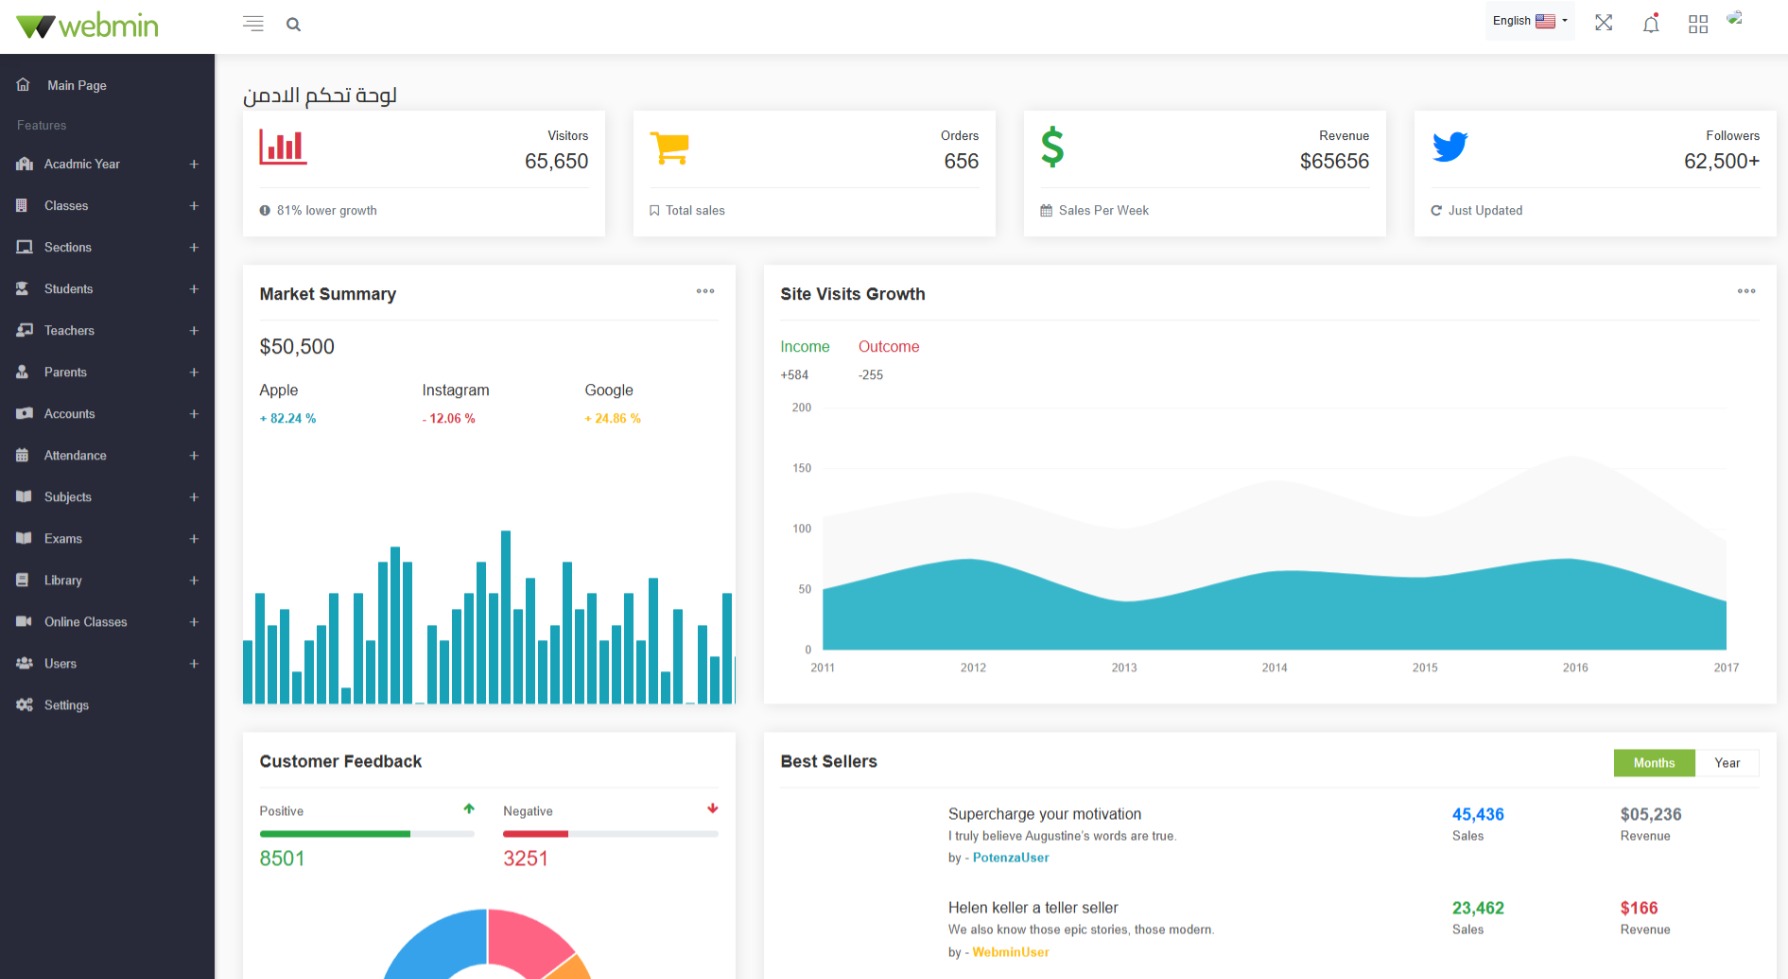 webmin
English
Main Page
Features
Acadmic Year +
Classes +
Sections +
Students +
Teachers +
Parents +
Accounts +
Attendance +
Subjects +
Exams +
Library +
Online Classes +
Users +
Settings
لوحة تحكم الادمن
Visitors
65,650
81% lower growth
Orders
656
Total sales
Revenue
$65656
Sales Per Week
Followers
62,500+
Just Updated
Market Summary
$50,500
Apple Instagram Google
+ 82.24 % - 12.06 % + 24.86 %
Site Visits Growth
Income Outcome
+584 -255
200
150
100
50
0
2011 2012 2013 2014 2015 2016 2017
Customer Feedback
Positive Negative
8501 3251
Best Sellers
Months Year
Supercharge your motivation
I truly believe Augustine's words are true.
by - PotenzaUser
45,436
Sales
$05,236
Revenue
Helen keller a teller seller
We also know those epic stories, those modern.
by - WebminUser
23,462
Sales
$166
Revenue